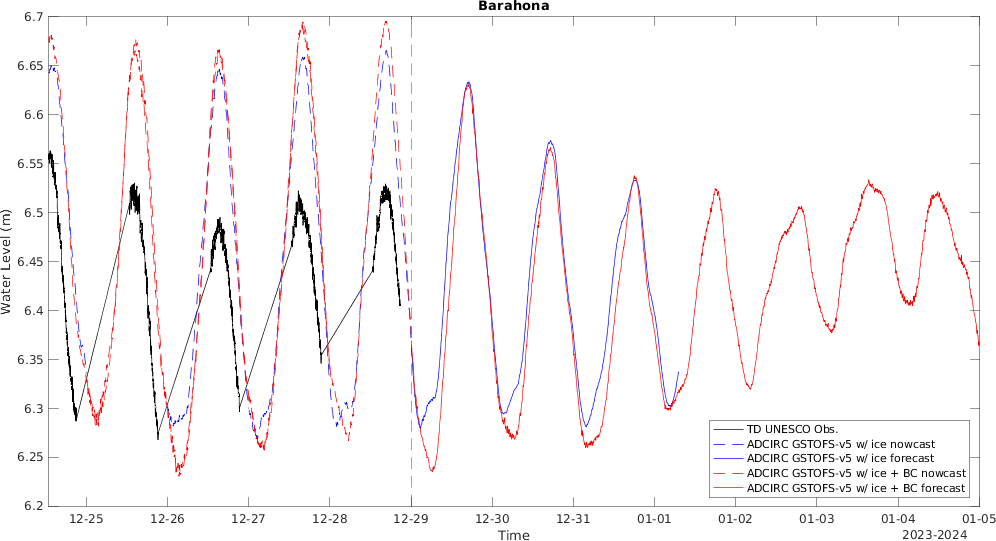 Barahona
6.7
6.65
6.6
6.55
6.5
6.45
6.4
6.35
6.3
6.25
6.2
Water Level (m)
TD UNESCO Obs.
ADCIRC GSTOFS-v5 w/ ice nowcast
ADCIRC GSTOFS-v5 w/ ice forecast
ADCIRC GSTOFS-v5 w/ ice + BC nowcast
ADCIRC GSTOFS-v5 w/ ice + BC forecast
12-25 12-26 12-27 12-28 12-29 12-30 12-31 01-01 01-02 01-03 01-04 01-05
Time
2023-2024